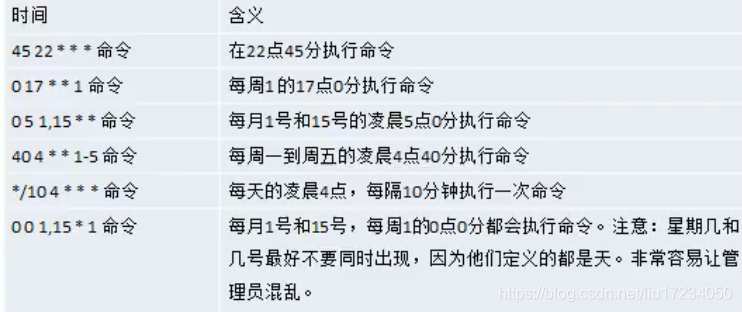 时间 含义
45 22 * * * 命令 在22点45分执行命令
0 17 * * 1 命令 每周1 的17点0分执行命令
0 5 1,15 * * 命令 每月1号和15号的凌晨5点0分执行命令
40 4 * * 1-5 命令 每周一到周五的凌晨4点40分执行命令
*/10 4 * * * 命令 每天的凌晨4点，每隔10分钟执行一次命令
0 0 1,15 * 1 命令 每月1号和15号，每周1的0点0分都会执行命令。注意：星期几和
几号最好不要同时出现，因为他们定义的都是天。非常容易让管
理员混乱。
https://blog.csdn.net/liu17234050